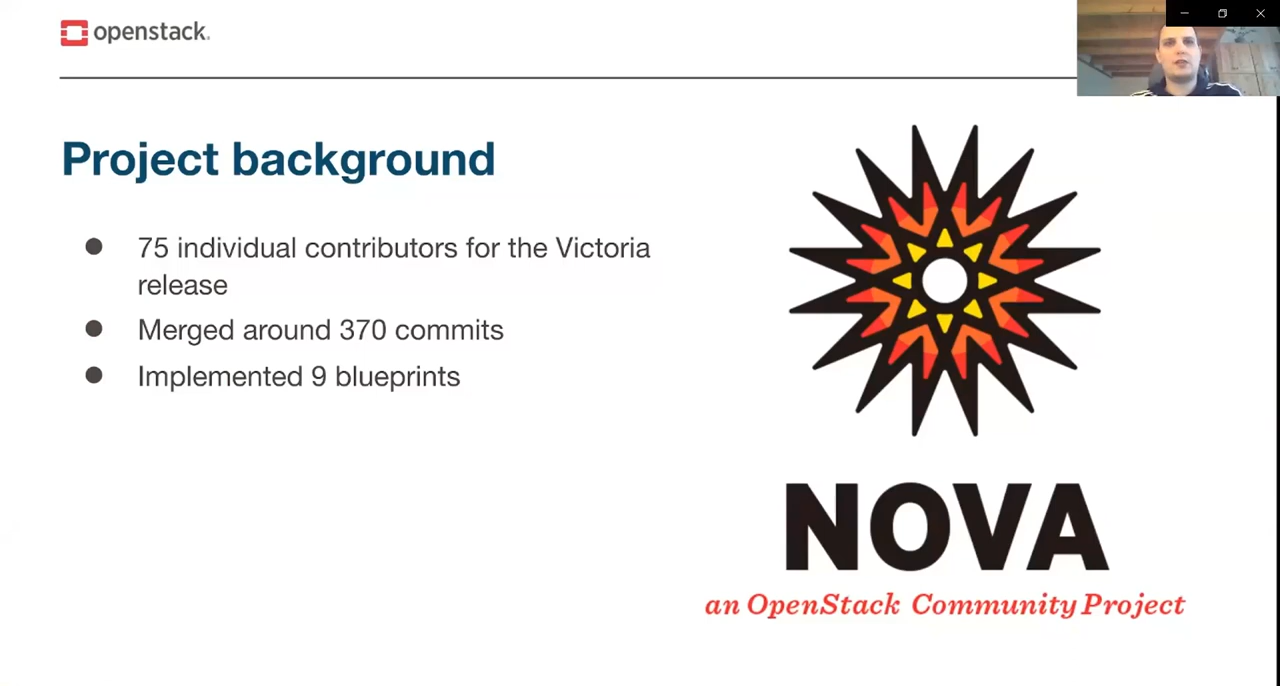 openstack.
Project background
75 individual contributors for the Victoria
release
Merged around 370 commits
Implemented 9 blueprints
NOVA
an OpenStack Community Project